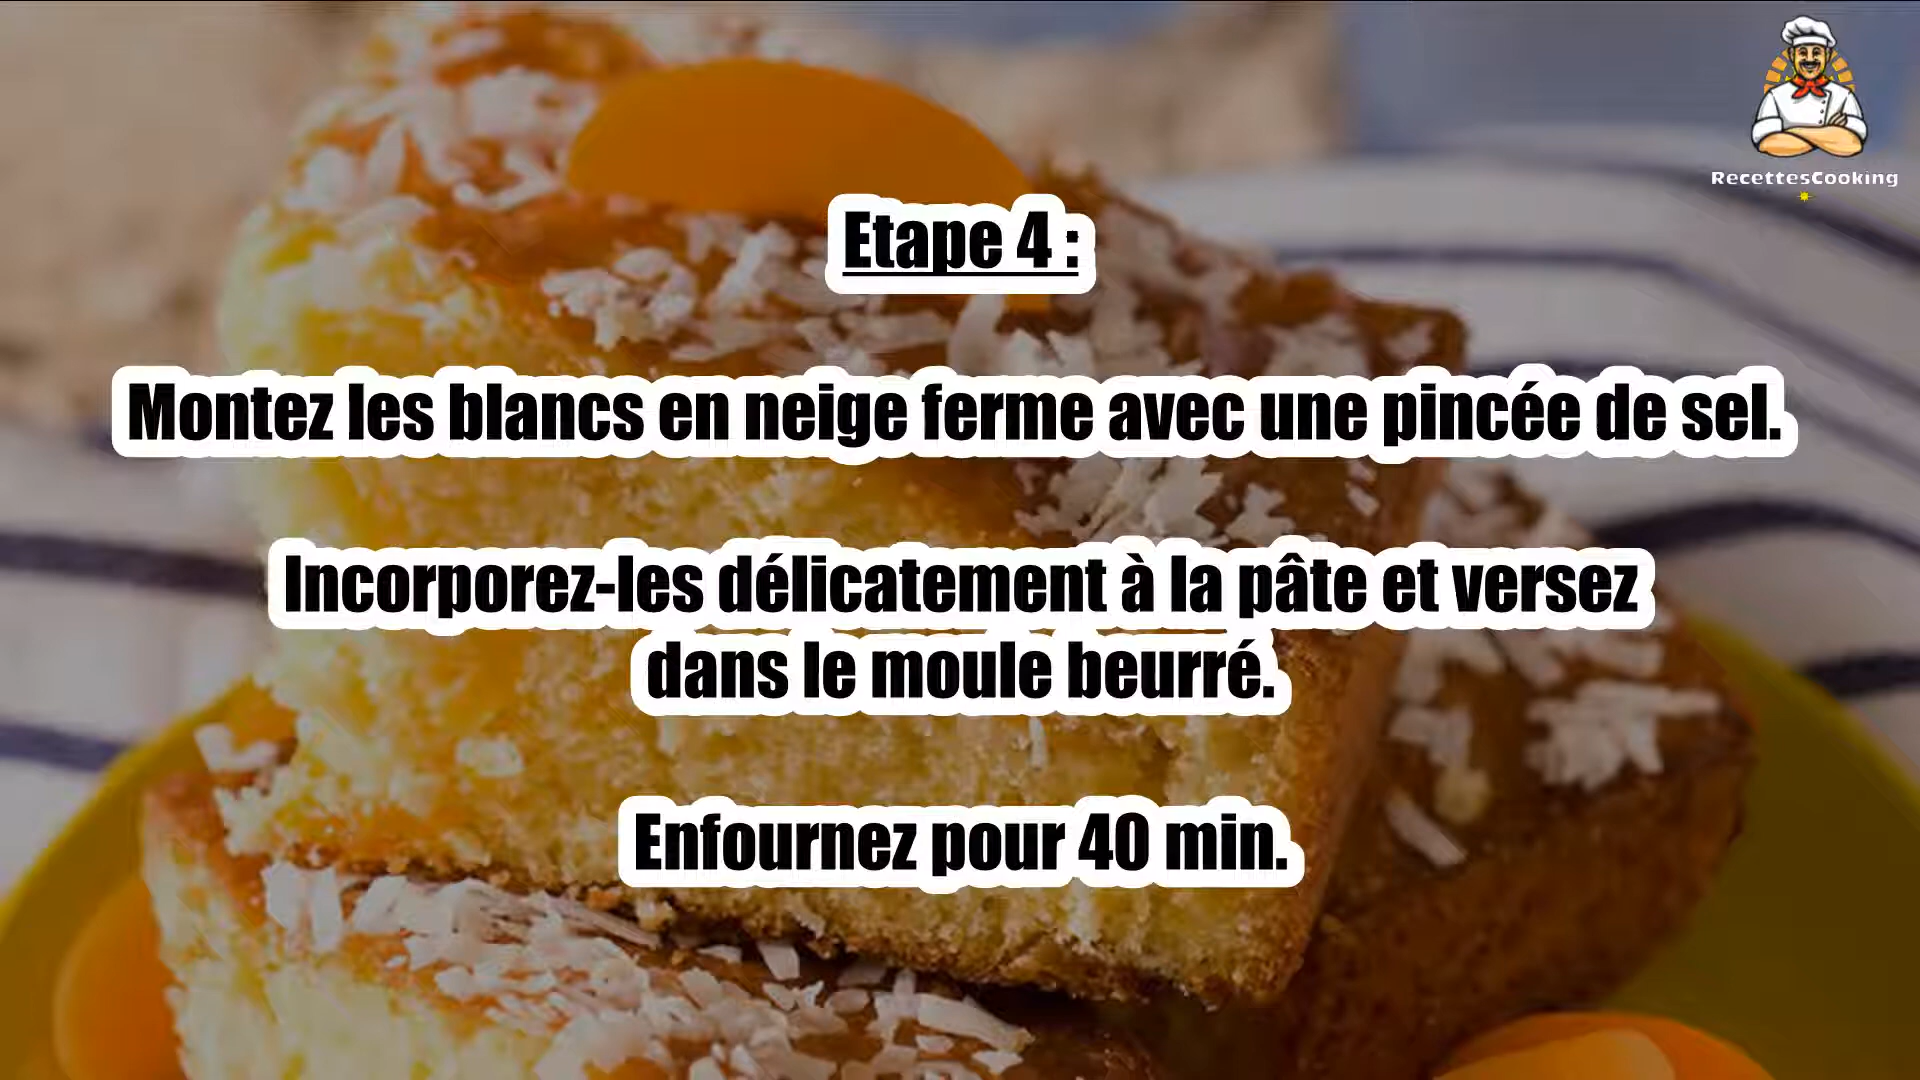 RecettesCooking
Etape 4 :
Montez les blancs en neige ferme avec une pincée de sel.
Incorporez-les délicatement à la pâte et versez
dans le moule beurré.
Enfournez pour 40 min.